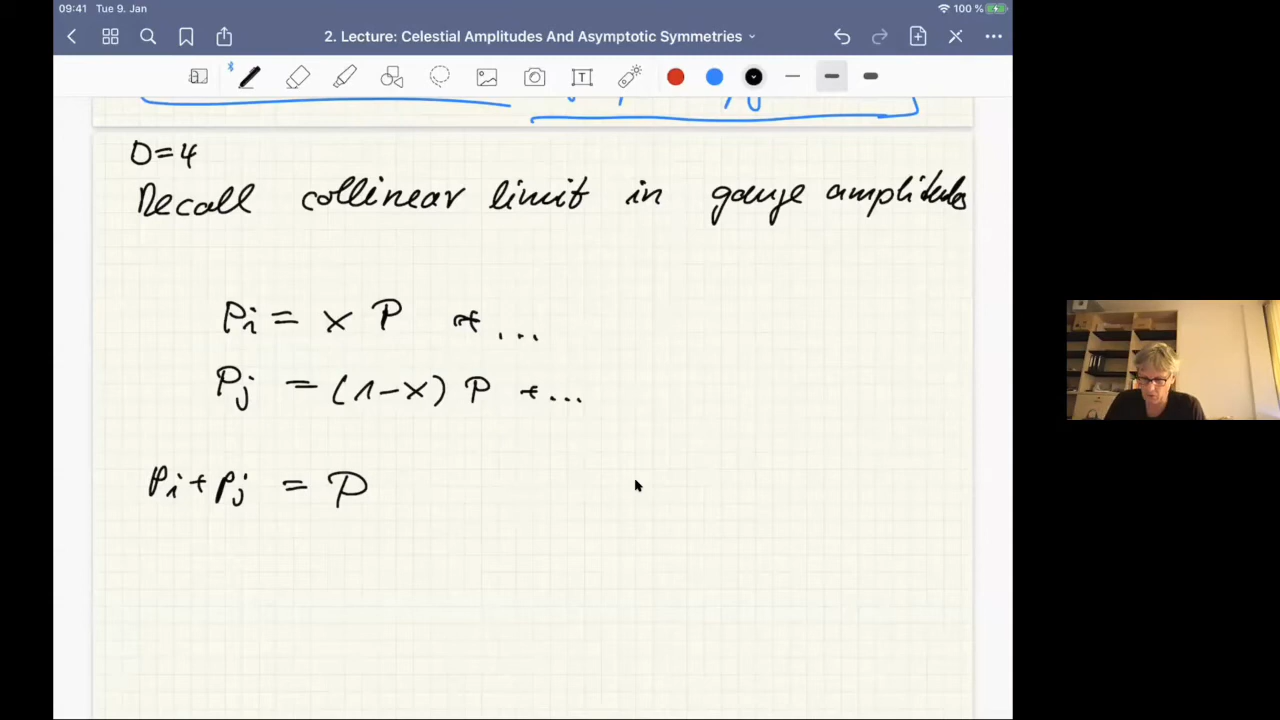 09:41 Tue 9. Jan 100 %
2. Lecture: Celestial Amplitudes And Asymptotic Symmetries
D=4
Recall collinear limit in gauge amplitudes
Pi = x P + ...
Pj = (1-x) P + ...
Pi + Pj = P